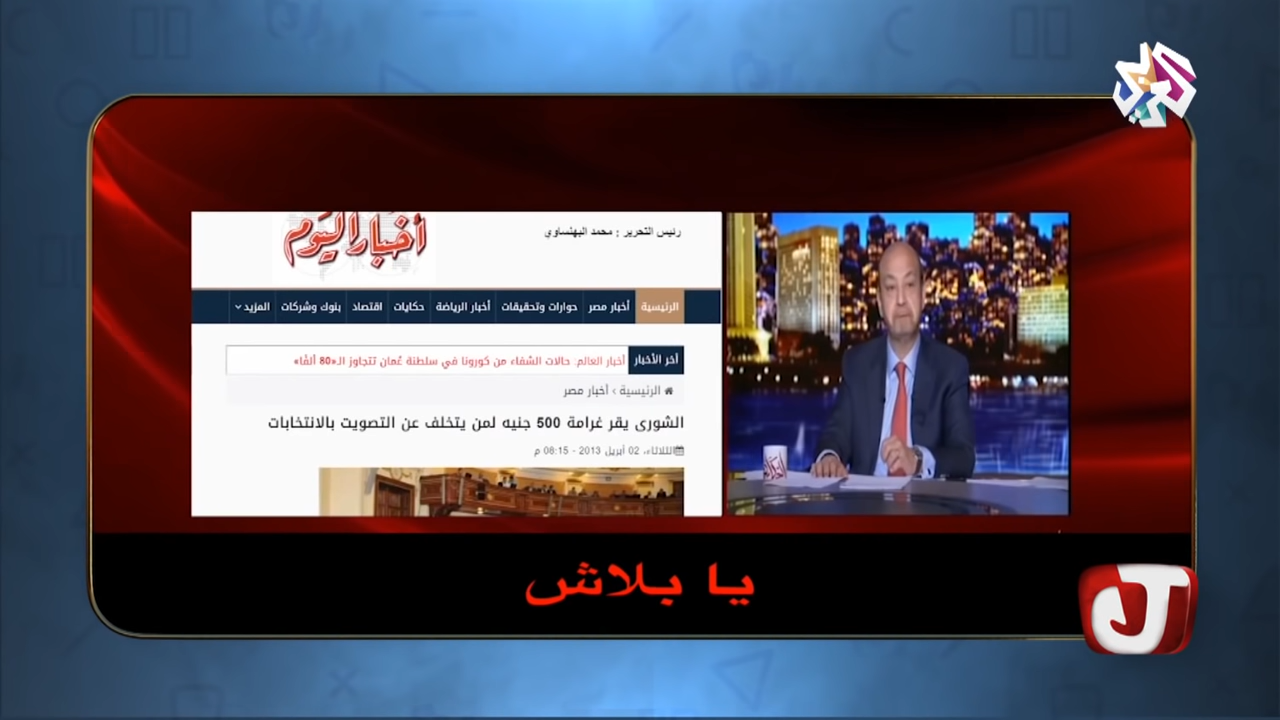 العربي
رئيس التحرير : محمد البهنساوي
أخبار اليوم
الرئيسية أخبار مصر حوارات وتحقيقات أخبار الرياضة حكايات اقتصاد بنوك وشركات المزيد
آخر الأخبار أخبار العالم: حالات الشفاء من كورونا في سلطنة عُمان تتجاوز الـ«80 ألفًا»
الرئيسية › أخبار مصر
الشورى يقر غرامة 500 جنيه لمن يتخلف عن التصويت بالانتخابات
الثلاثاء، 02 أبريل 2013 - 08:15 م
يا بلاش
J